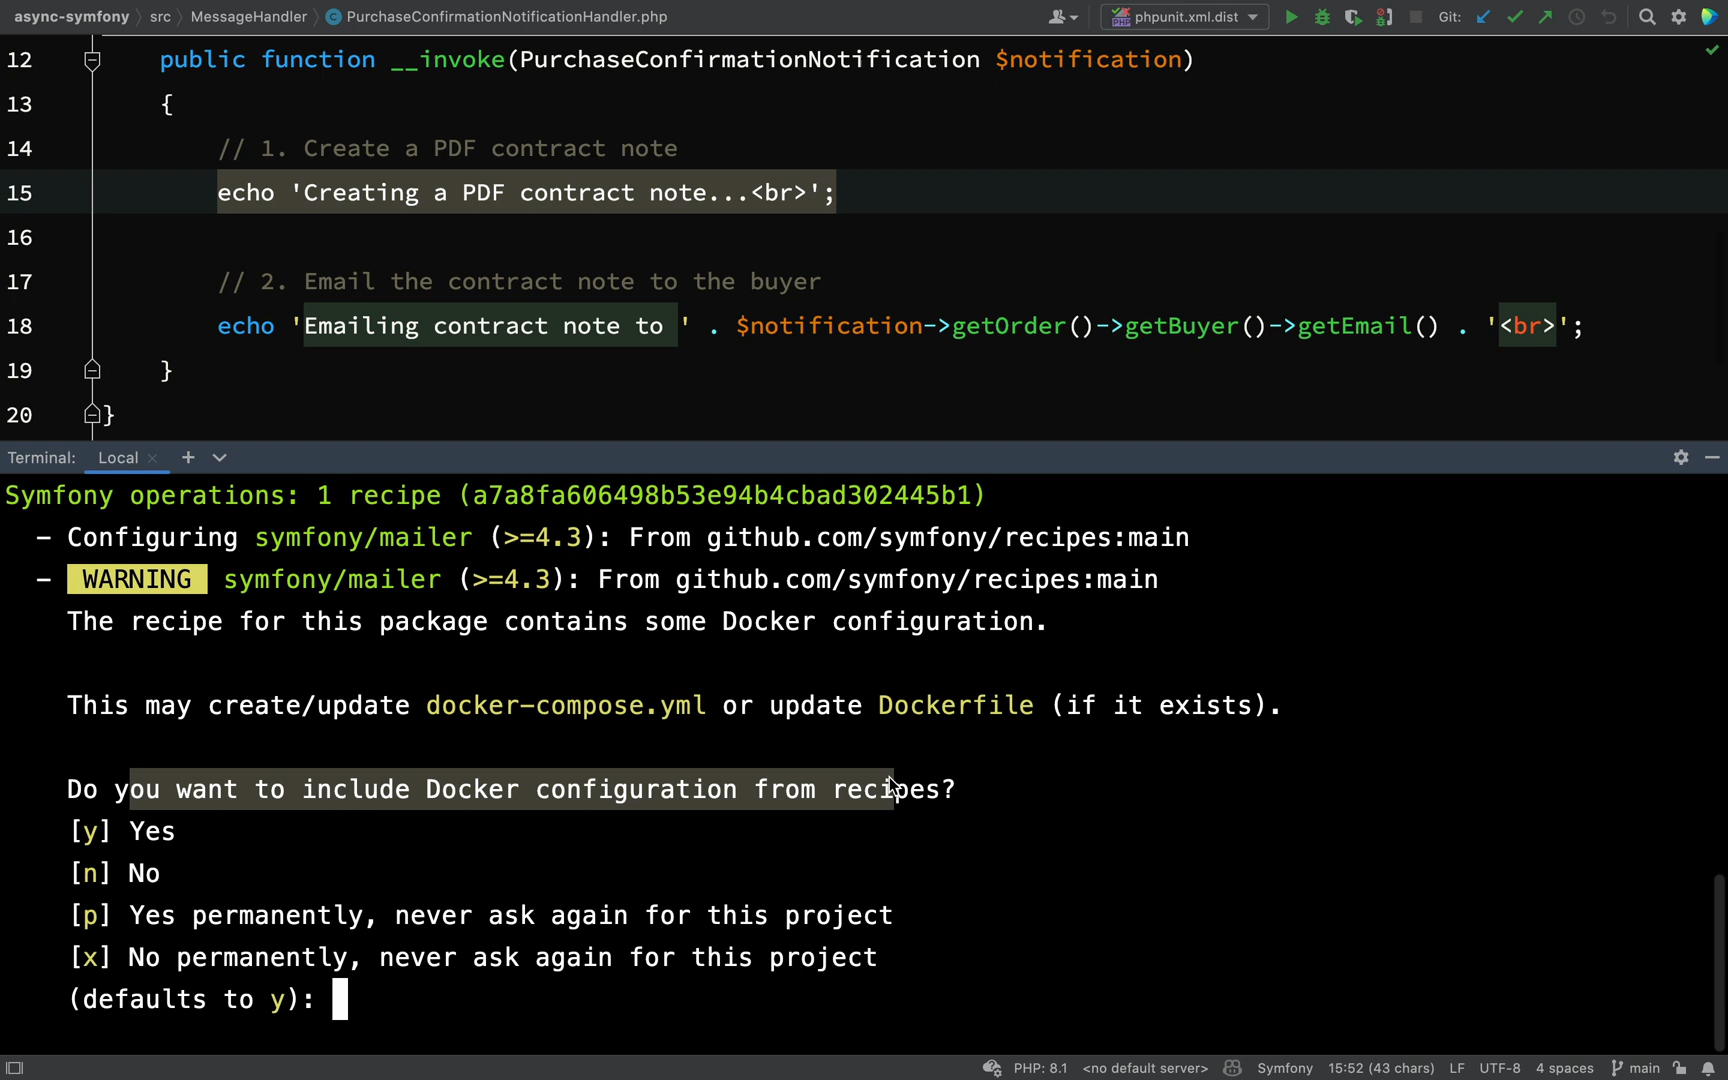 async-symfony src MessageHandler PurchaseConfirmationNotificationHandler.php phpunit.xml.dist Git:
12 public function __invoke(PurchaseConfirmationNotification $notification)
13 {
14 // 1. Create a PDF contract note
15 echo 'Creating a PDF contract note...<br>';
16
17 // 2. Email the contract note to the buyer
18 echo 'Emailing contract note to ' . $notification->getOrder()->getBuyer()->getEmail() . '<br>';
19 }
20 }
Terminal: Local
Symfony operations: 1 recipe (a7a8fa606498b53e94b4cbad302445b1)
– Configuring symfony/mailer (>=4.3): From github.com/symfony/recipes:main
– WARNING symfony/mailer (>=4.3): From github.com/symfony/recipes:main
The recipe for this package contains some Docker configuration.
This may create/update docker-compose.yml or update Dockerfile (if it exists).
Do you want to include Docker configuration from recipes?
[y] Yes
[n] No
[p] Yes permanently, never ask again for this project
[x] No permanently, never ask again for this project
(defaults to y):
PHP: 8.1 <no default server> Symfony 15:52 (43 chars) LF UTF-8 4 spaces main